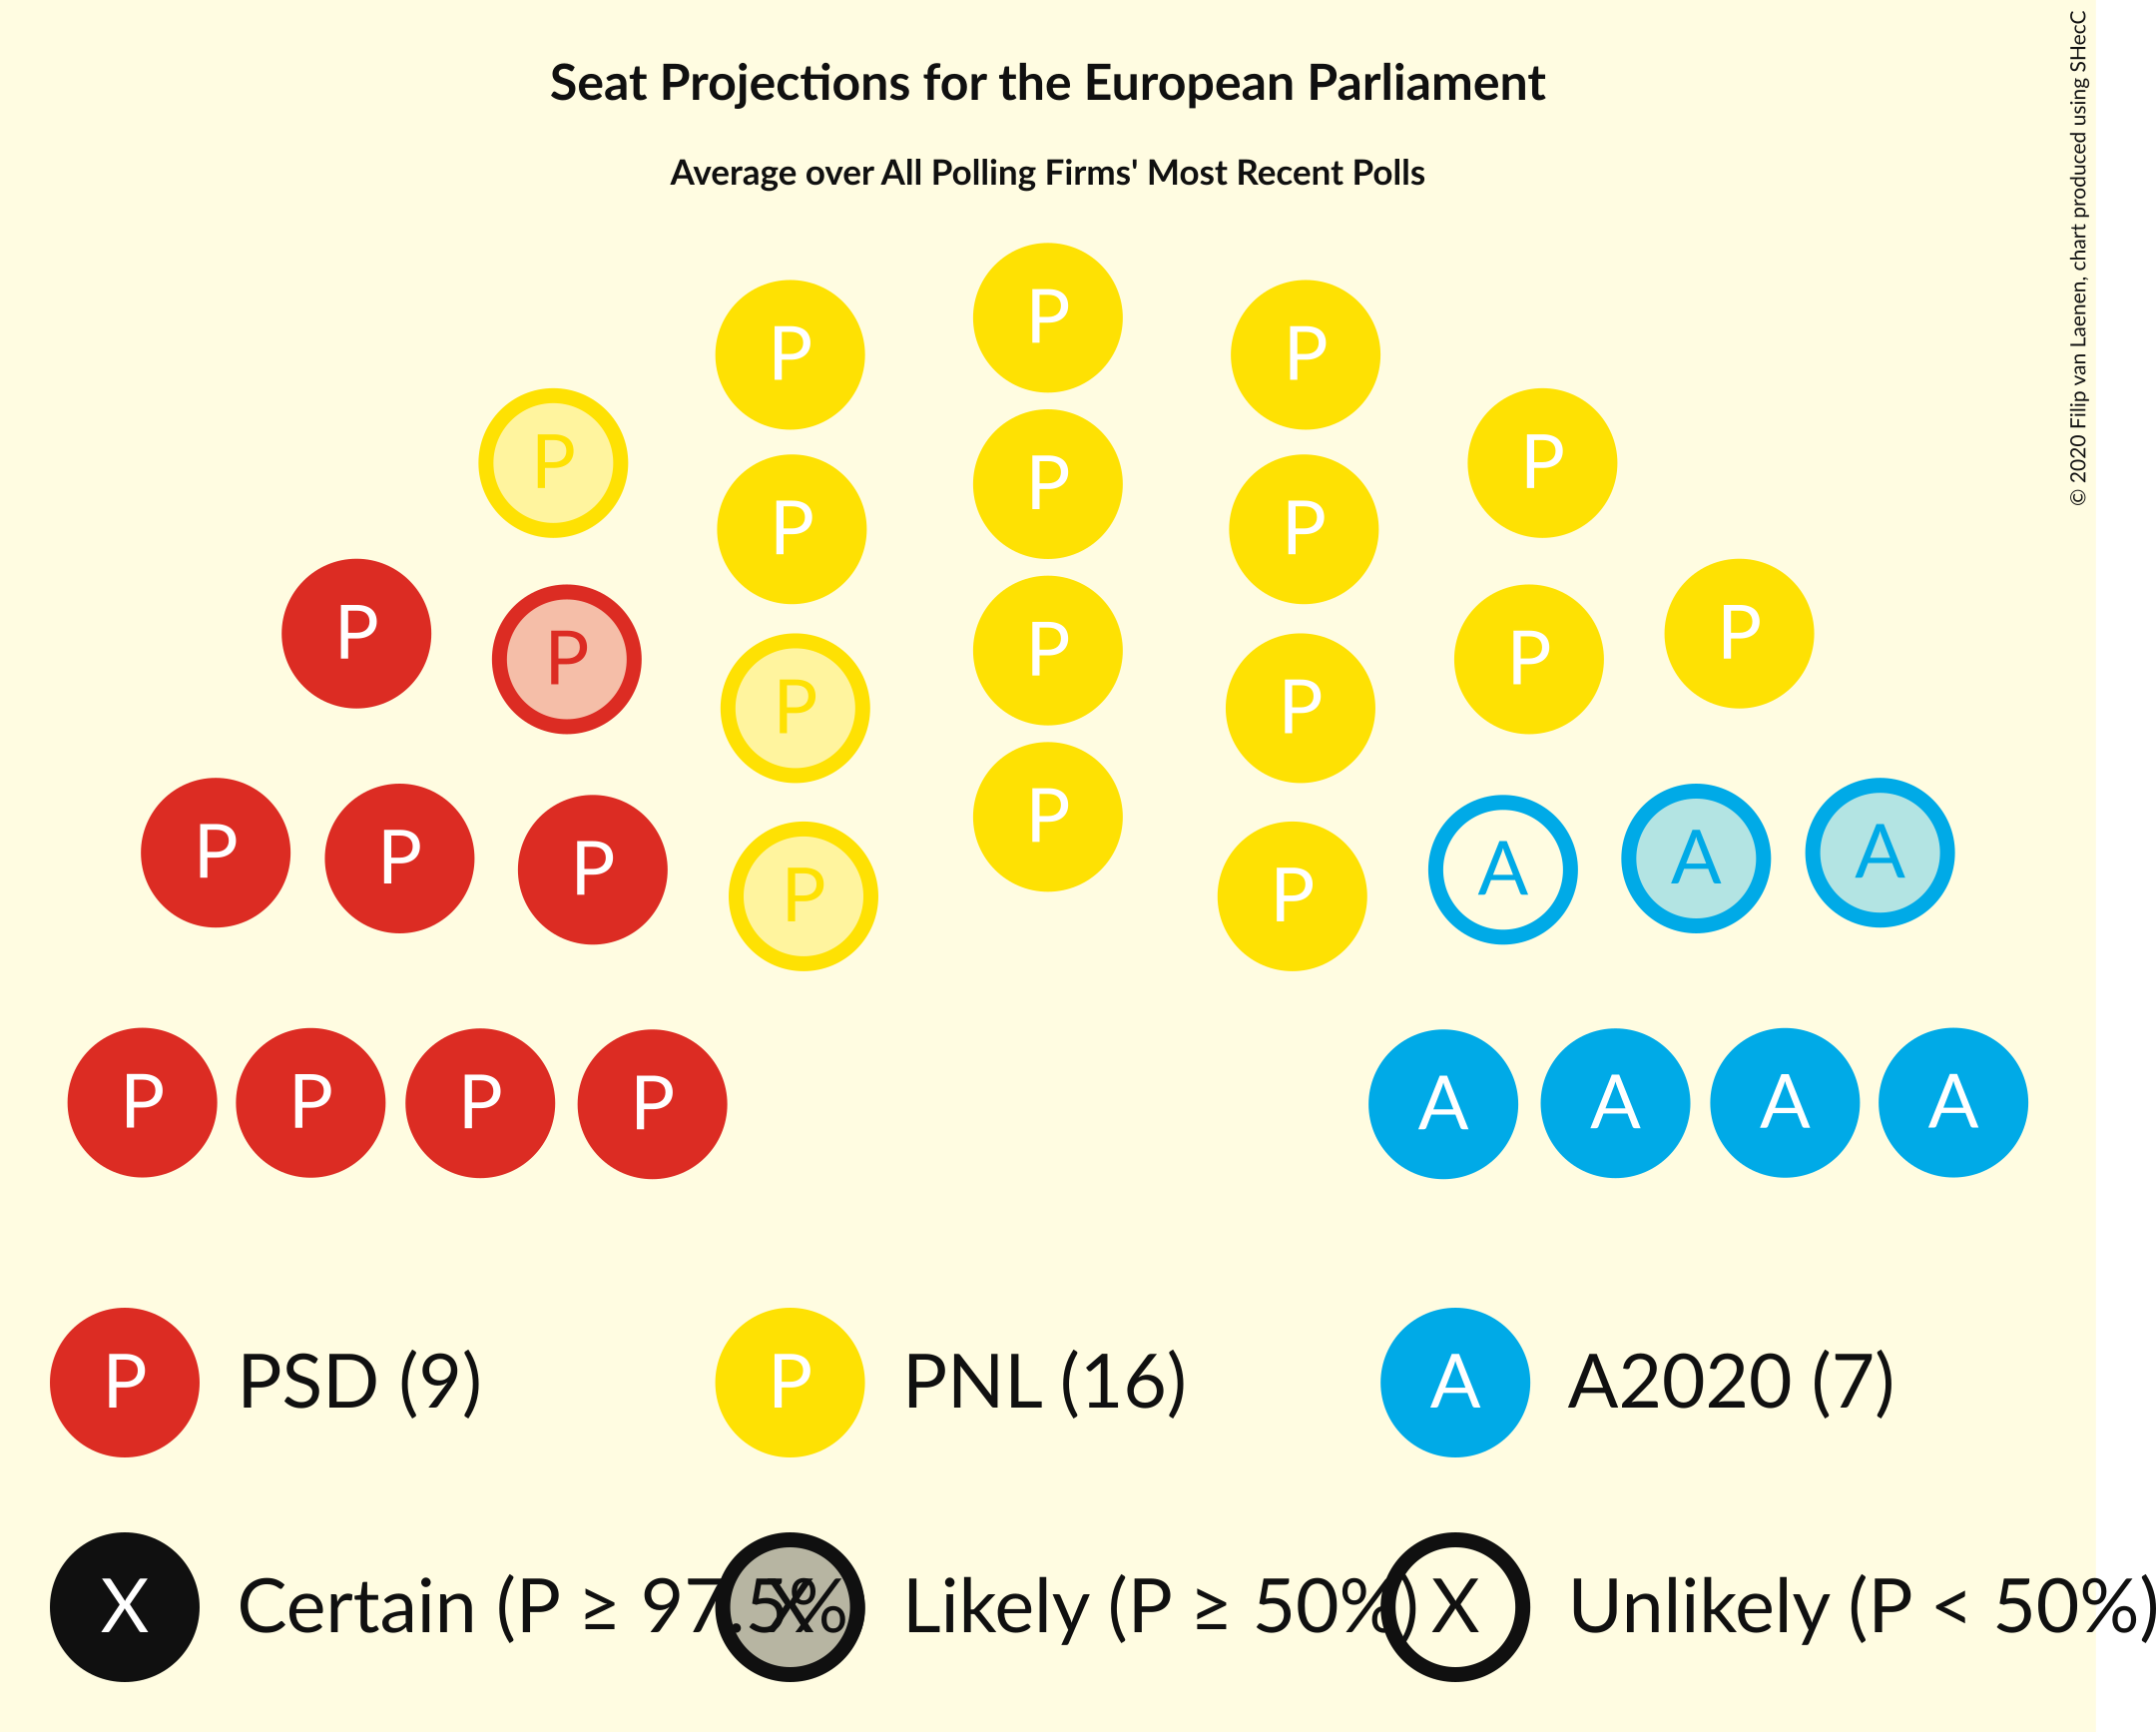 Seat Projections for the European Parliament
Average over All Polling Firms' Most Recent Polls
© 2020 Filip van Laenen, chart produced using SHecC
P
P P
P P
P
P P
P P
P P
P P
P
P P
P P P P P P A A A
P P P P A A A A
P PSD (9) P PNL (16) A A2020 (7)
X Certain (P ≥ 97.5% X Likely (P ≥ 50%) X Unlikely (P < 50%)